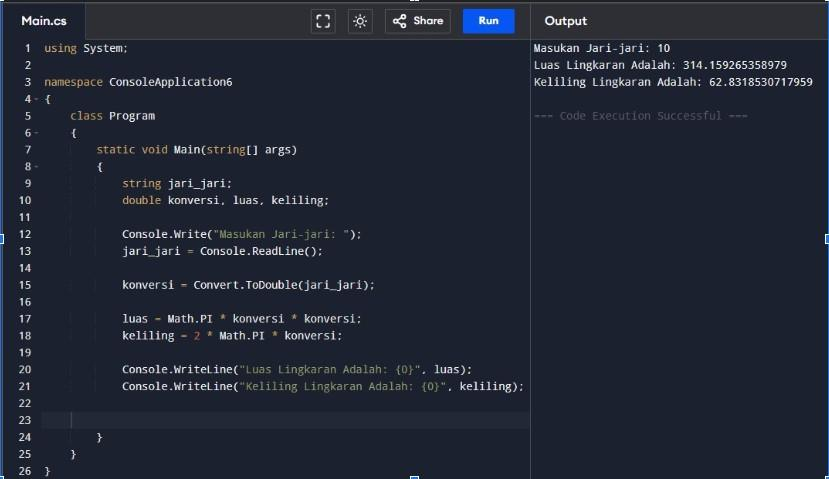 Main.cs
Share
Run
Output
1 using System;
2
3 namespace ConsoleApplication6
4 {
5 class Program
6 {
7 static void Main(string[] args)
8 {
9 string jari_jari;
10 double konversi, luas, keliling;
11
12 Console.Write("Masukan Jari-jari: ");
13 jari_jari = Console.ReadLine();
14
15 konversi = Convert.ToDouble(jari_jari);
16
17 luas = Math.PI * konversi * konversi;
18 keliling = 2 * Math.PI * konversi;
19
20 Console.WriteLine("Luas Lingkaran Adalah: {0}", luas);
21 Console.WriteLine("Keliling Lingkaran Adalah: {0}", keliling);
22
23
24 }
25 }
26 }
Masukan Jari-jari: 10
Luas Lingkaran Adalah: 314.159265358979
Keliling Lingkaran Adalah: 62.8318530717959
=== Code Execution Successful ===